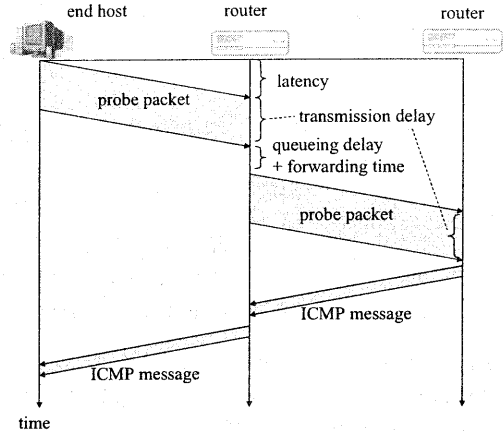 end host
router
router
latency
probe packet
transmission delay
queueing delay
+ forwarding time
probe packet
ICMP message
ICMP message
time